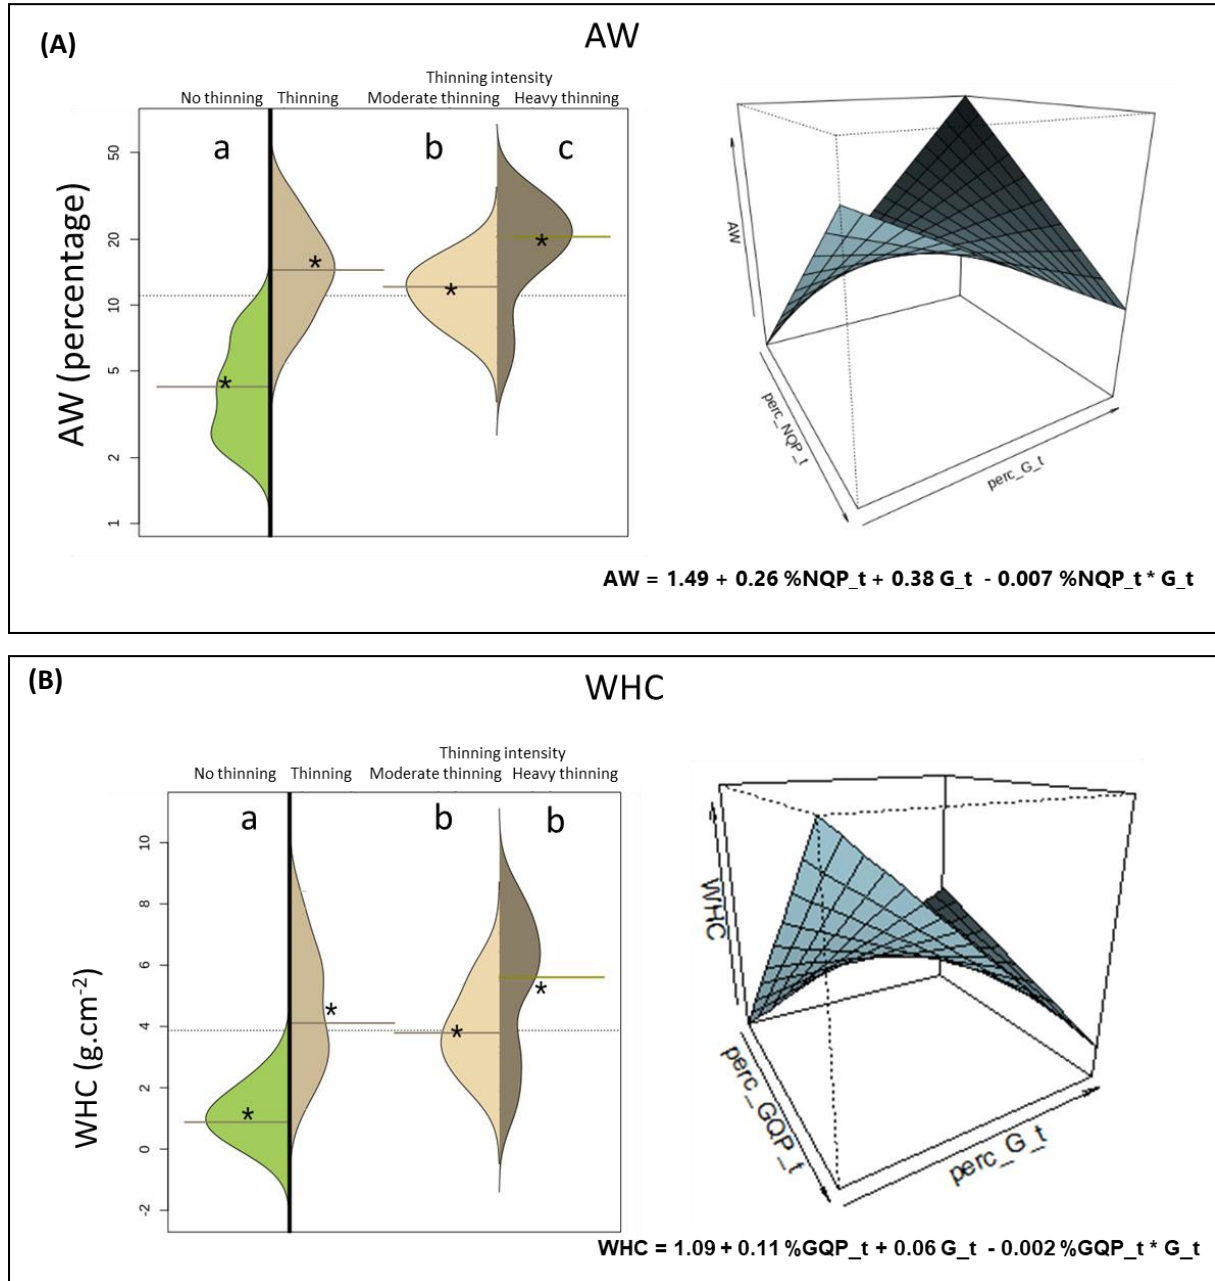 (A)
AW
Thinning intensity
No thinning Thinning Moderate thinning Heavy thinning
a b c
AW (percentage)
50
20
10
5
2
1
* * * *
AW
perc_NQP_t
perc_G_t
AW = 1.49 + 0.26 %NQP_t + 0.38 G_t - 0.007 %NQP_t * G_t
(B)
WHC
Thinning intensity
No thinning Thinning Moderate thinning Heavy thinning
a b b
WHC (g.cm-2)
10
8
6
4
2
0
-2
* * * *
WHC
perc_GQP_t
perc_G_t
WHC = 1.09 + 0.11 %GQP_t + 0.06 G_t - 0.002 %GQP_t * G_t